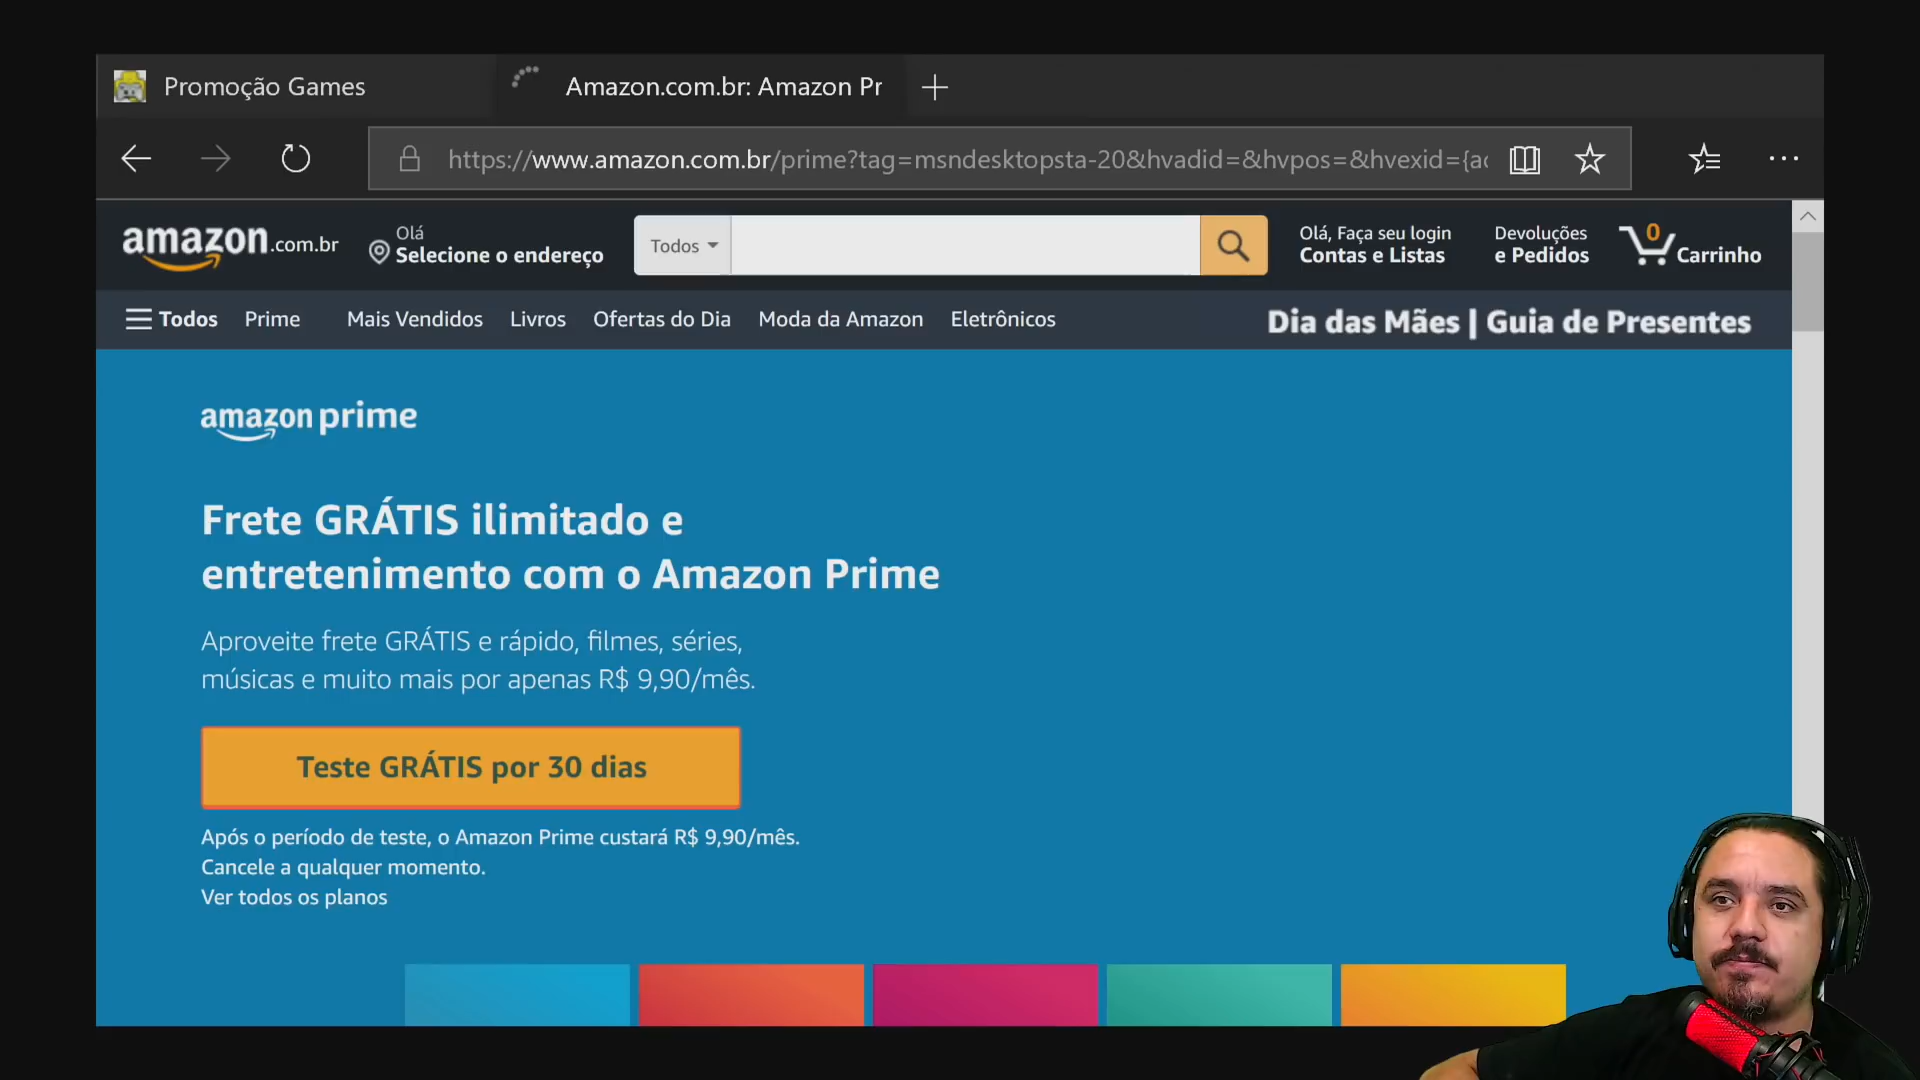 Promoção Games
Amazon.com.br: Amazon Pr
https://www.amazon.com.br/prime?tag=msndesktopsta-20&hvadid=&hvpos=&hvexid={ac
amazon.com.br
Olá
Selecione o endereço
Todos
Olá, Faça seu login
Contas e Listas
Devoluções
e Pedidos
0
Carrinho
Todos
Prime
Mais Vendidos
Livros
Ofertas do Dia
Moda da Amazon
Eletrônicos
Dia das Mães | Guia de Presentes
amazon prime
Frete GRÁTIS ilimitado e
entretenimento com o Amazon Prime
Aproveite frete GRÁTIS e rápido, filmes, séries,
músicas e muito mais por apenas R$ 9,90/mês.
Teste GRÁTIS por 30 dias
Após o período de teste, o Amazon Prime custará R$ 9,90/mês.
Cancele a qualquer momento.
Ver todos os planos